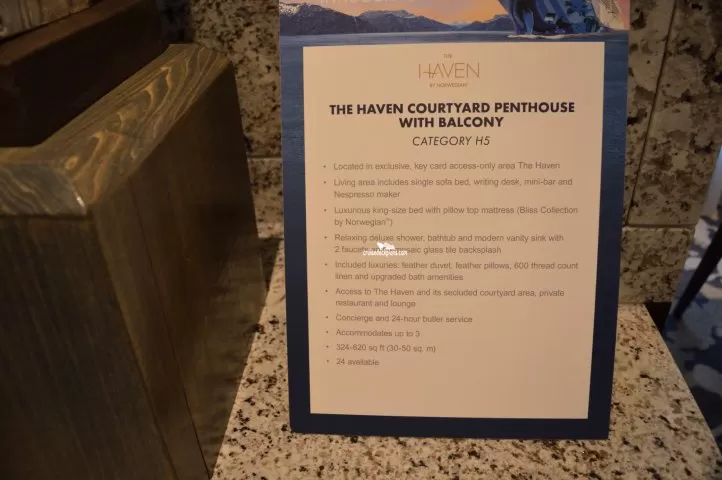 THE
HAVEN
BY NORWEGIAN
THE HAVEN COURTYARD PENTHOUSE
WITH BALCONY
CATEGORY H5
• Located in exclusive, key card access-only area The Haven
• Living area includes single sofa bed, writing desk, mini-bar and
Nespresso maker
• Luxurious king-size bed with pillow top mattress (Bliss Collection
by Norwegian™)
• Relaxing deluxe shower, bathtub and modern vanity sink with
2 faucets and mosaic glass tile backsplash
• Included luxuries: feather duvet, feather pillows, 600 thread count
linen and upgraded bath amenities
• Access to The Haven and its secluded courtyard area, private
restaurant and lounge
• Concierge and 24-hour butler service
• Accommodates up to 3
• 324-620 sq ft (30-50 sq. m)
• 24 available